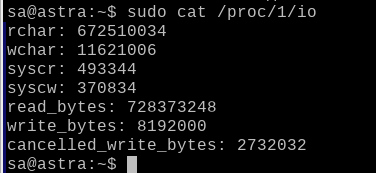 sa@astra:~$ sudo cat /proc/1/io
rchar: 672510034
wchar: 11621006
syscr: 493344
syscw: 370834
read_bytes: 728373248
write_bytes: 8192000
cancelled_write_bytes: 2732032
sa@astra:~$